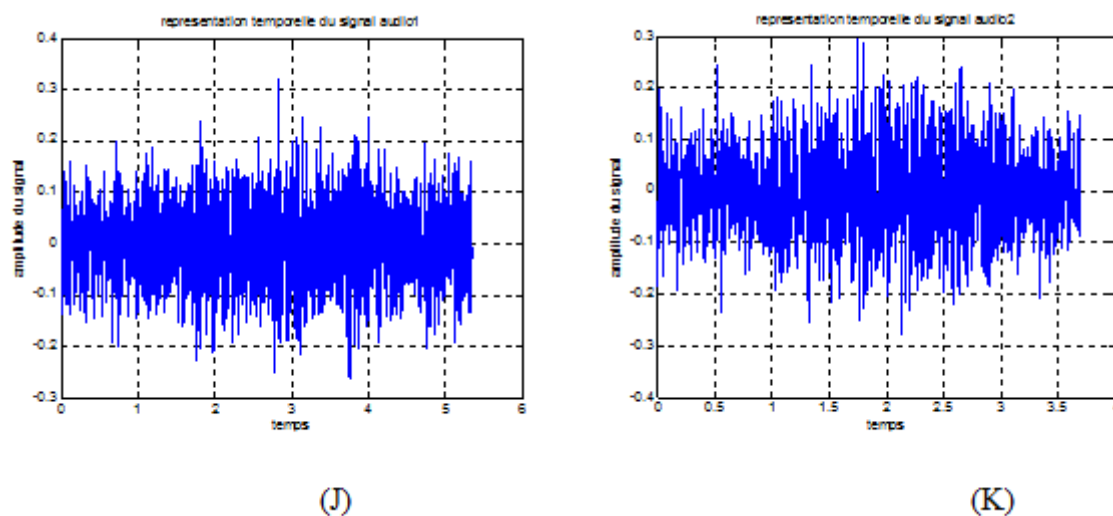 representation temporelle du signal audio1
0.4
0.3
0.2
0.1
0
-0.1
-0.2
-0.3
amplitude du signal
0 1 2 3 4 5 6
temps
(J)
representation temporelle du signal audio2
0.3
0.2
0.1
0
-0.1
-0.2
-0.3
-0.4
amplitude du signal
0 0.5 1 1.5 2 2.5 3 3.5
temps
(K)